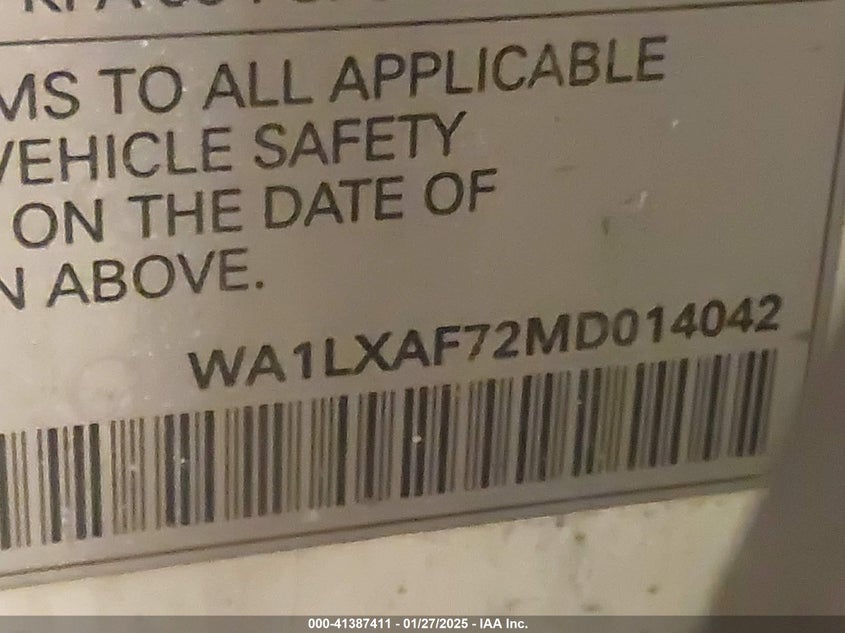 MS TO ALL APPLICABLE
VEHICLE SAFETY
ON THE DATE OF
N ABOVE.
WA1LXAF72MD014042
000-41387411 - 01/27/2025 - IAA Inc.